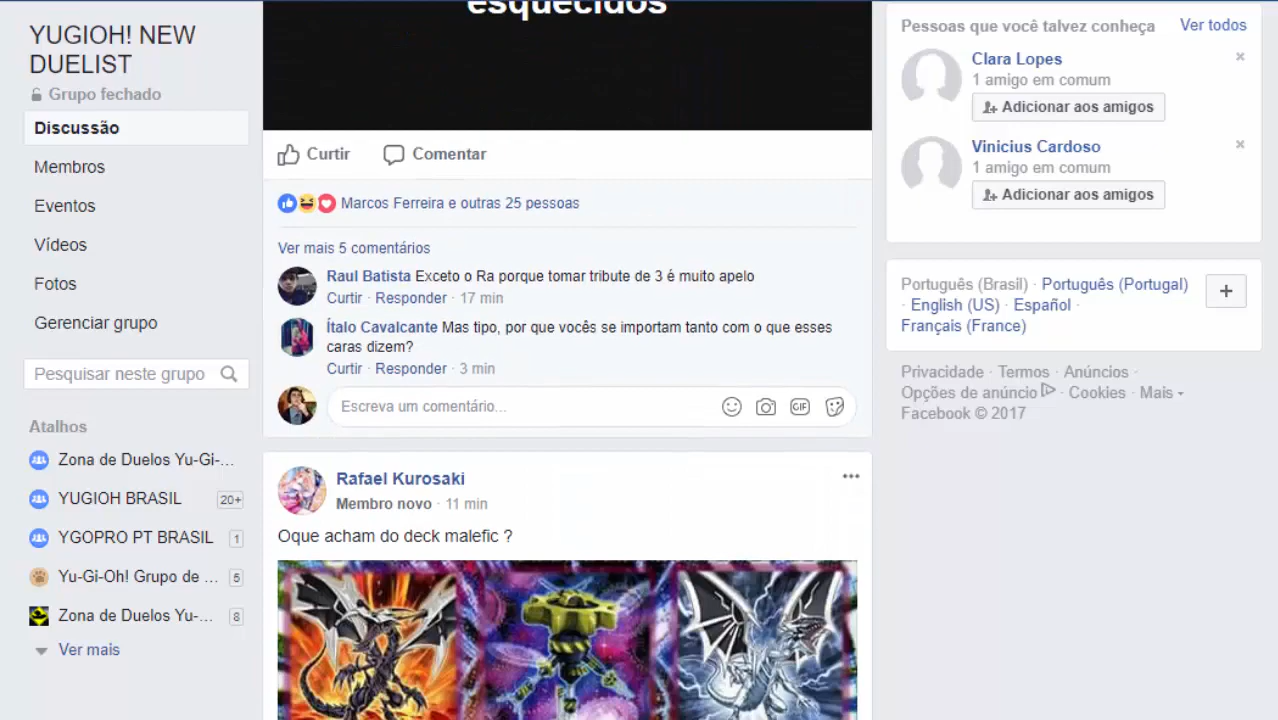 YUGIOH! NEW
DUELIST
Grupo fechado
Discussão
Membros
Eventos
Vídeos
Fotos
Gerenciar grupo
Pesquisar neste grupo
Atalhos
Zona de Duelos Yu-Gi-...
YUGIOH BRASIL 20+
YGOPRO PT BRASIL 1
Yu-Gi-Oh! Grupo de ... 5
Zona de Duelos Yu-... 8
Ver mais
esquecidos
Curtir Comentar
Marcos Ferreira e outras 25 pessoas
Ver mais 5 comentários
Raul Batista Exceto o Ra porque tomar tribute de 3 é muito apelo
Curtir · Responder · 17 min
Ítalo Cavalcante Mas tipo, por que vocês se importam tanto com o que esses
caras dizem?
Curtir · Responder · 3 min
Escreva um comentário... GIF
Rafael Kurosaki
Membro novo · 11 min
Oque acham do deck malefic ?
Pessoas que você talvez conheça Ver todos
Clara Lopes
1 amigo em comum
Adicionar aos amigos
Vinicius Cardoso
1 amigo em comum
Adicionar aos amigos
Português (Brasil) · Português (Portugal)
· English (US) · Español ·
Français (France)
Privacidade · Termos · Anúncios ·
Opções de anúncio · Cookies · Mais
Facebook © 2017